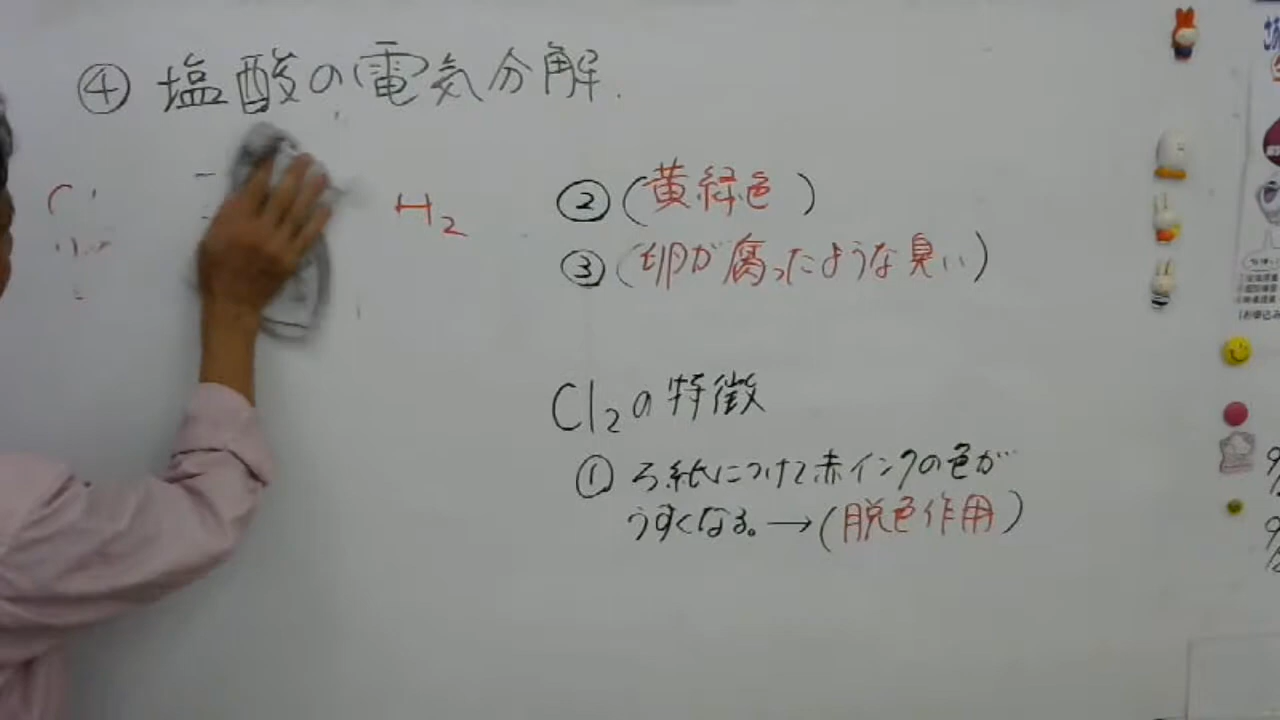 ④ 塩酸の電気分解.
H₂
② (黄緑色)
③ (卵が腐ったような臭い)
Cl₂の特徴
① ろ紙につけて赤インクの色が
うすくなる。→(脱色作用)